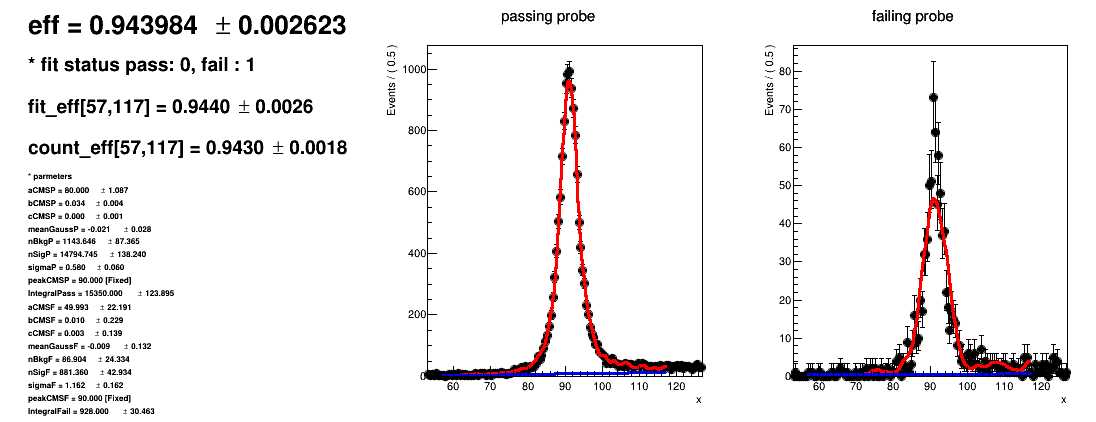 eff = 0.943984 ± 0.002623
* fit status pass: 0, fail : 1
fit_eff[57,117] = 0.9440 ± 0.0026
count_eff[57,117] = 0.9430 ± 0.0018
* parmeters
aCMSP = 80.000 ± 1.087
bCMSP = 0.034 ± 0.004
cCMSP = 0.000 ± 0.001
meanGaussP = -0.021 ± 0.028
nBkgP = 1143.646 ± 87.365
nSigP = 14794.745 ± 138.240
sigmaP = 0.580 ± 0.060
peakCMSP = 90.000 [Fixed]
IntegralPass = 15350.000 ± 123.895
aCMSF = 49.993 ± 22.191
bCMSF = 0.010 ± 0.229
cCMSF = 0.003 ± 0.139
meanGaussF = -0.009 ± 0.132
nBkgF = 86.904 ± 24.334
nSigF = 881.360 ± 42.934
sigmaF = 1.162 ± 0.162
peakCMSF = 90.000 [Fixed]
IntegralFail = 928.000 ± 30.463
passing probe
Events / ( 0.5 )
1000
800
600
400
200
0
60 70 80 90 100 110 120
x
failing probe
Events / ( 0.5 )
80
70
60
50
40
30
20
10
0
60 70 80 90 100 110 120
x